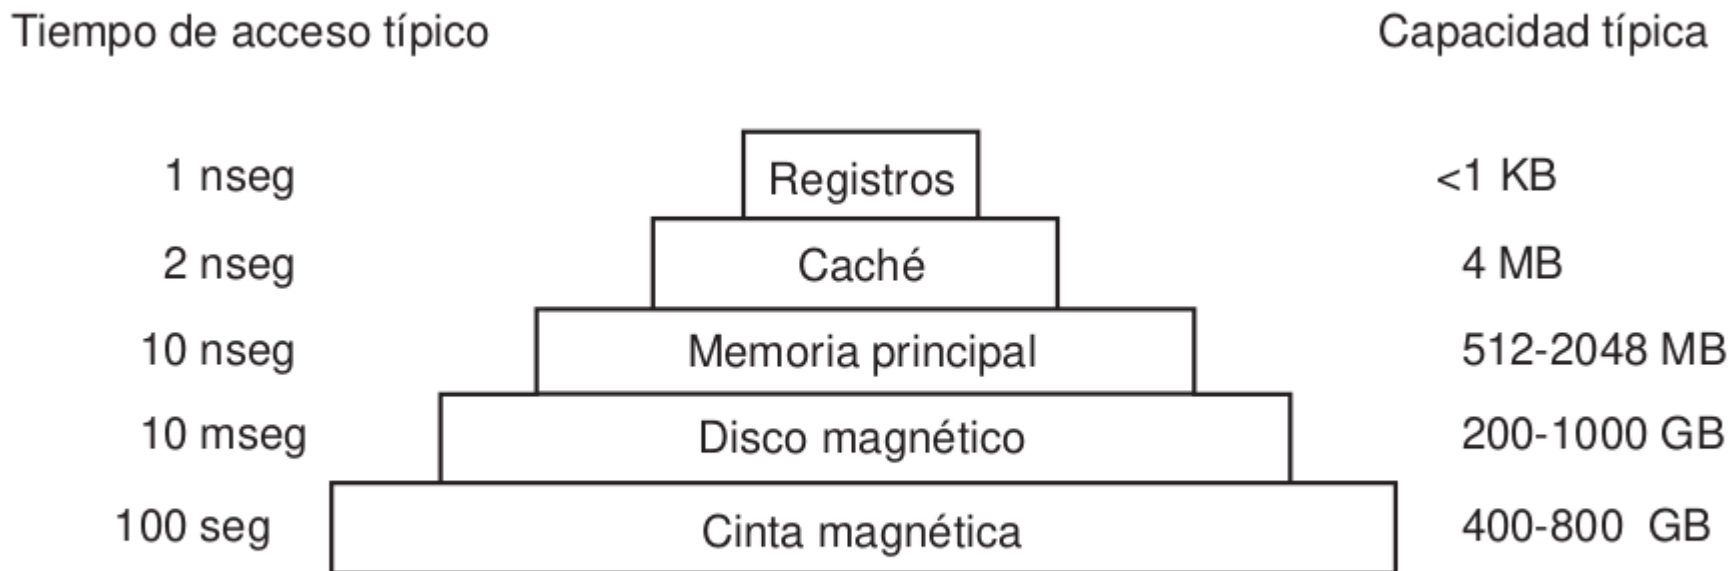 Tiempo de acceso típico Capacidad típica
1 nseg Registros <1 KB
2 nseg Caché 4 MB
10 nseg Memoria principal 512-2048 MB
10 mseg Disco magnético 200-1000 GB
100 seg Cinta magnética 400-800 GB